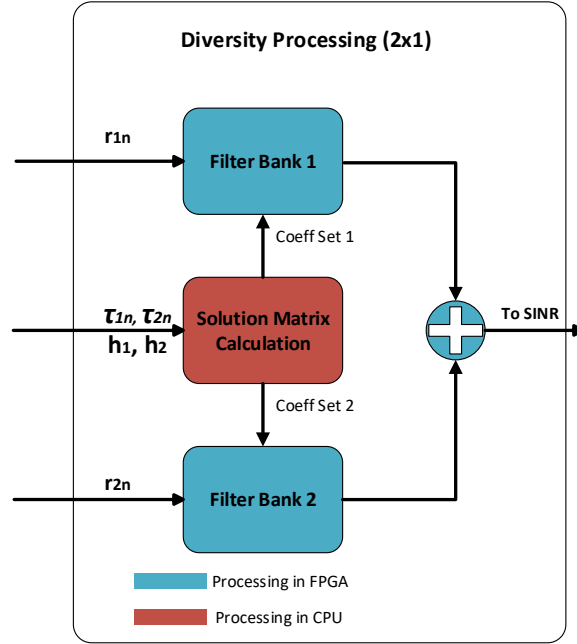 Diversity Processing (2x1)
r1n
Filter Bank 1
Coeff Set 1
τ1n, τ2n
h1, h2
Solution Matrix
Calculation
To SINR
Coeff Set 2
r2n
Filter Bank 2
Processing in FPGA
Processing in CPU